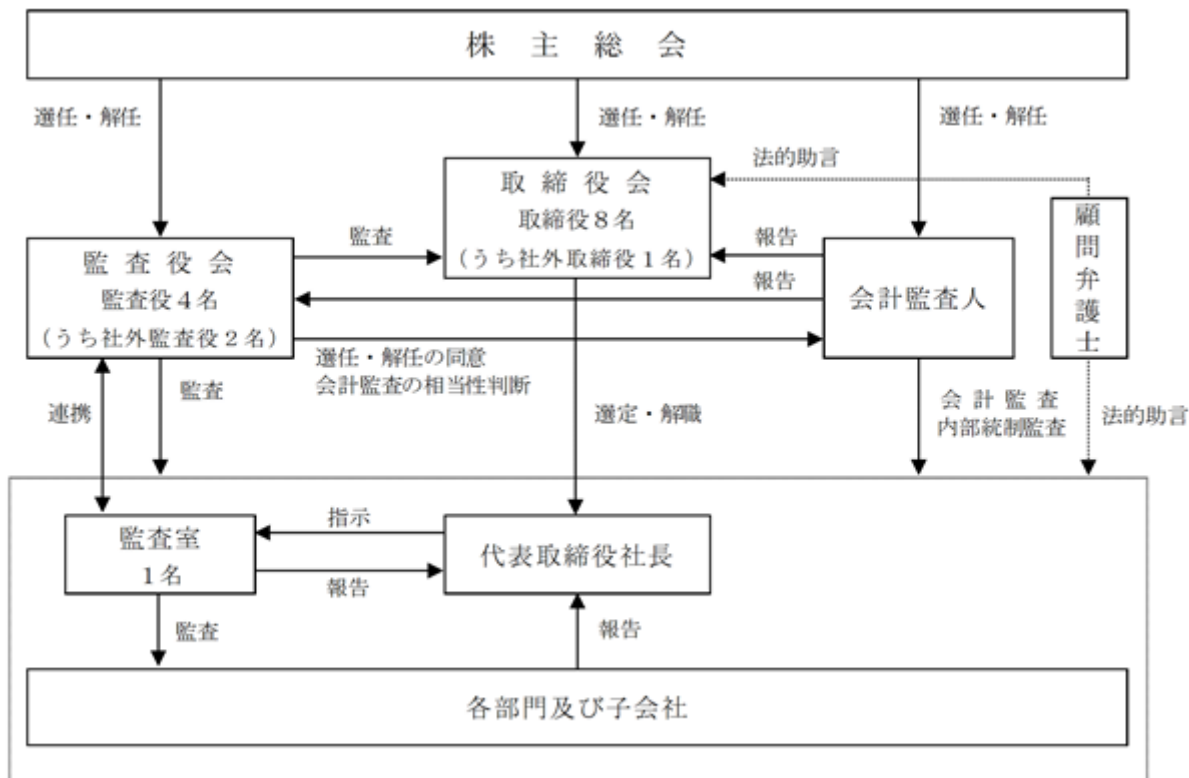 株主総会
選任・解任
選任・解任
選任・解任
法的助言
取締役会
取締役8名
(うち社外取締役1名)
顧問弁護士
監査役会
監査役4名
(うち社外監査役2名)
監査
報告
報告
会計監査人
選任・解任の同意
会計監査の相当性判断
連携
監査
選定・解職
会計監査
内部統制監査
法的助言
監査室
1名
指示
報告
代表取締役社長
監査
報告
各部門及び子会社